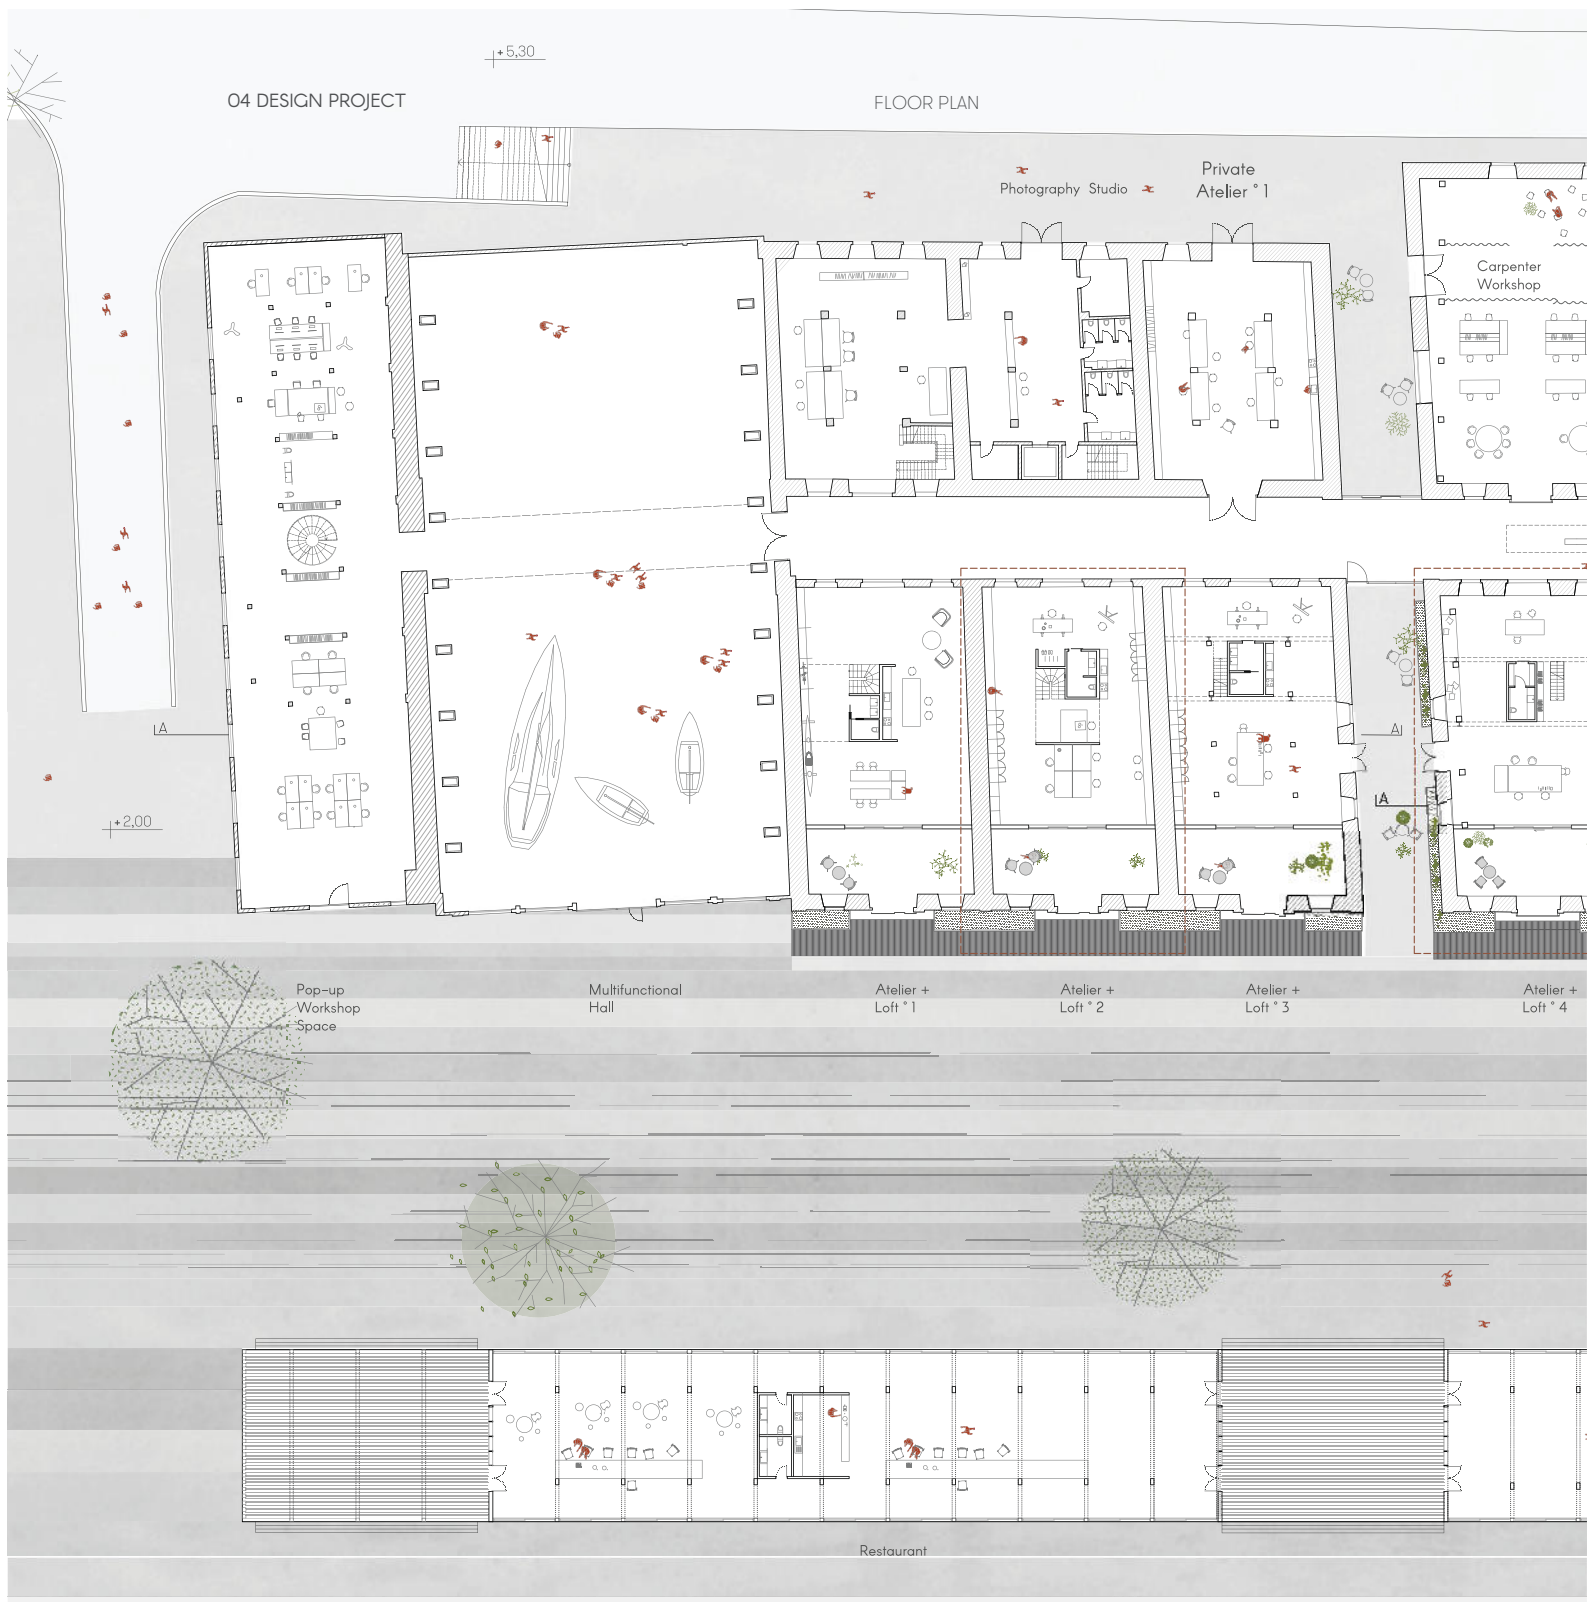 +5,30
04 DESIGN PROJECT
FLOOR PLAN
Photography Studio
Private
Atelier °1
Carpenter
Workshop
A
A
A
+2,00
Pop-up
Workshop
Space
Multifunctional
Hall
Atelier +
Loft °1
Atelier +
Loft °2
Atelier +
Loft °3
Atelier +
Loft °4
Restaurant